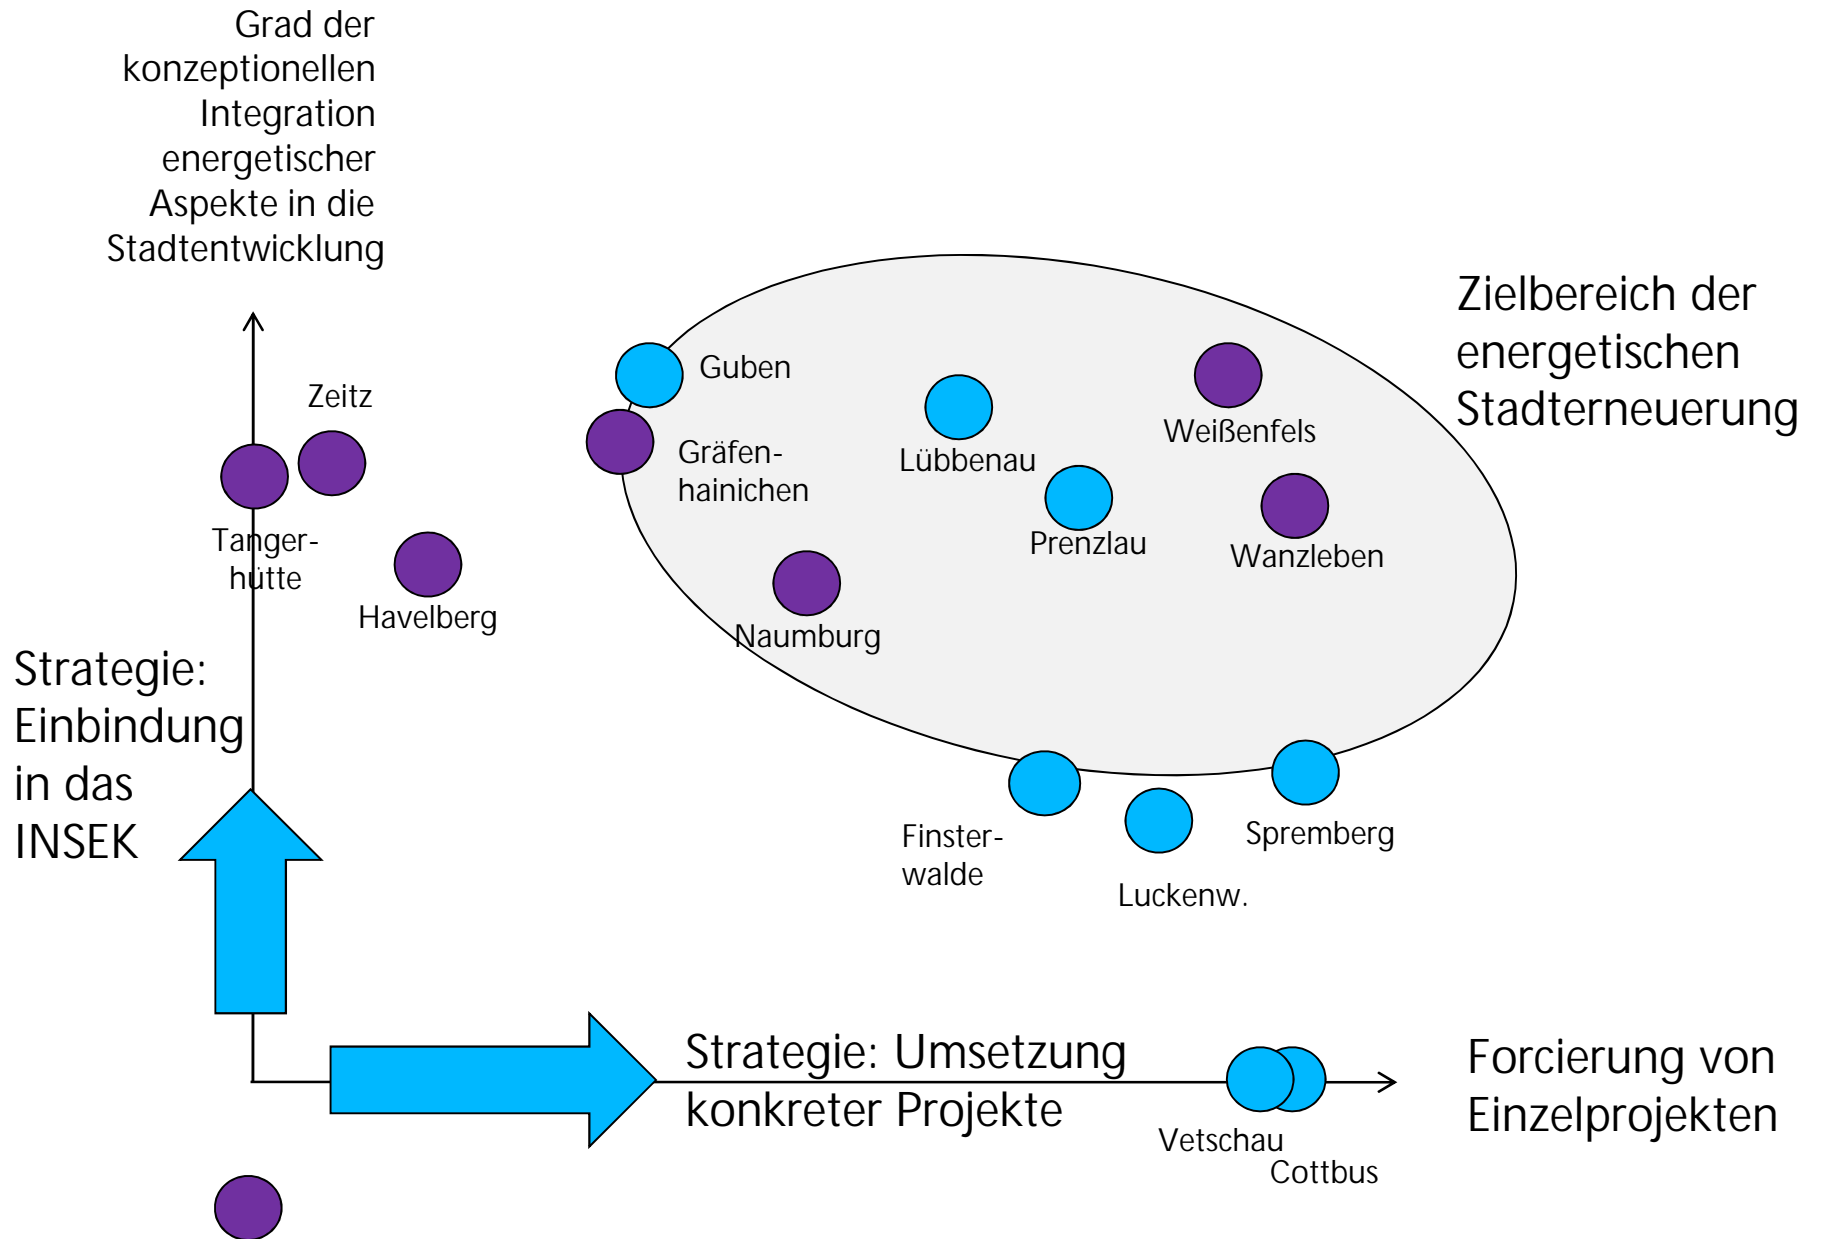 Grad der
konzeptionellen
Integration
energetischer
Aspekte in die
Stadtentwicklung
Zielbereich der
energetischen
Stadterneuerung
Guben
Zeitz
Weißenfels
Gräfen-
hainichen
Lübbenau
Tanger-
hütte
Prenzlau
Wanzleben
Havelberg
Naumburg
Strategie:
Einbindung
in das
INSEK
Finster-
walde
Spremberg
Luckenw.
Strategie: Umsetzung
konkreter Projekte
Forcierung von
Einzelprojekten
Vetschau
Cottbus